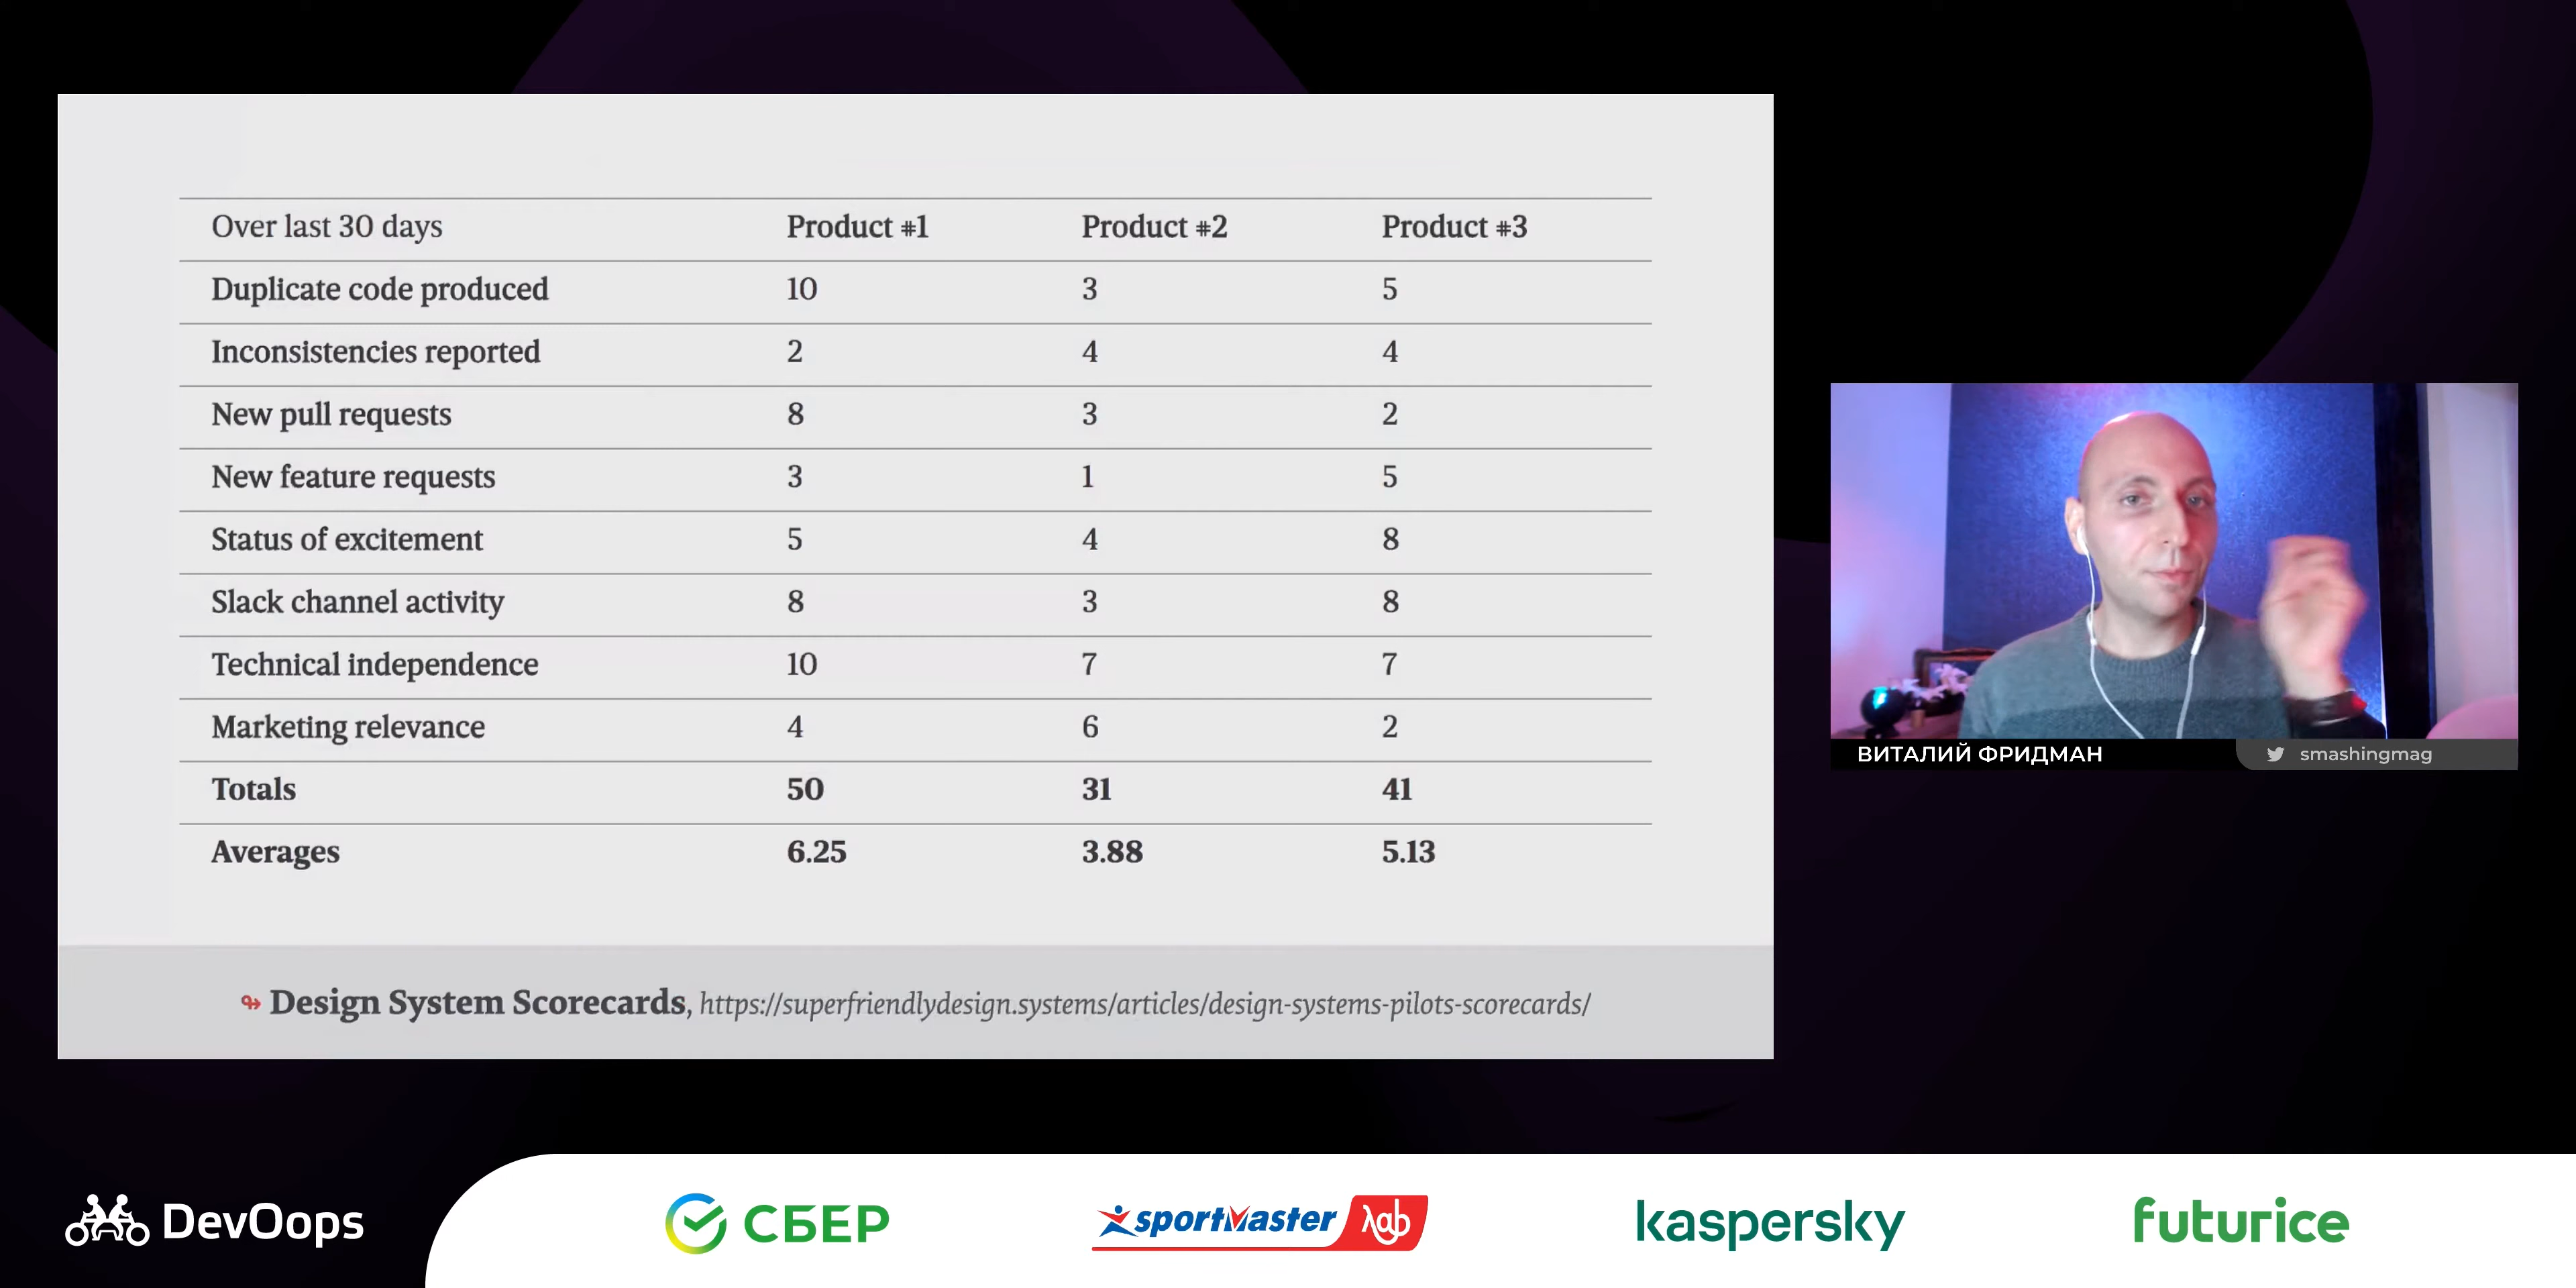 Over last 30 days Product #1 Product #2 Product #3
Duplicate code produced 10 3 5
Inconsistencies reported 2 4 4
New pull requests 8 3 2
New feature requests 3 1 5
Status of excitement 5 4 8
Slack channel activity 8 3 8
Technical independence 10 7 7
Marketing relevance 4 6 2
Totals 50 31 41
Averages 6.25 3.88 5.13
Design System Scorecards, https://superfriendlydesign.systems/articles/design-systems-pilots-scorecards/
ВИТАЛИЙ ФРИДМАН smashingmag
DevOops СБЕР sportmaster λab kaspersky futurice